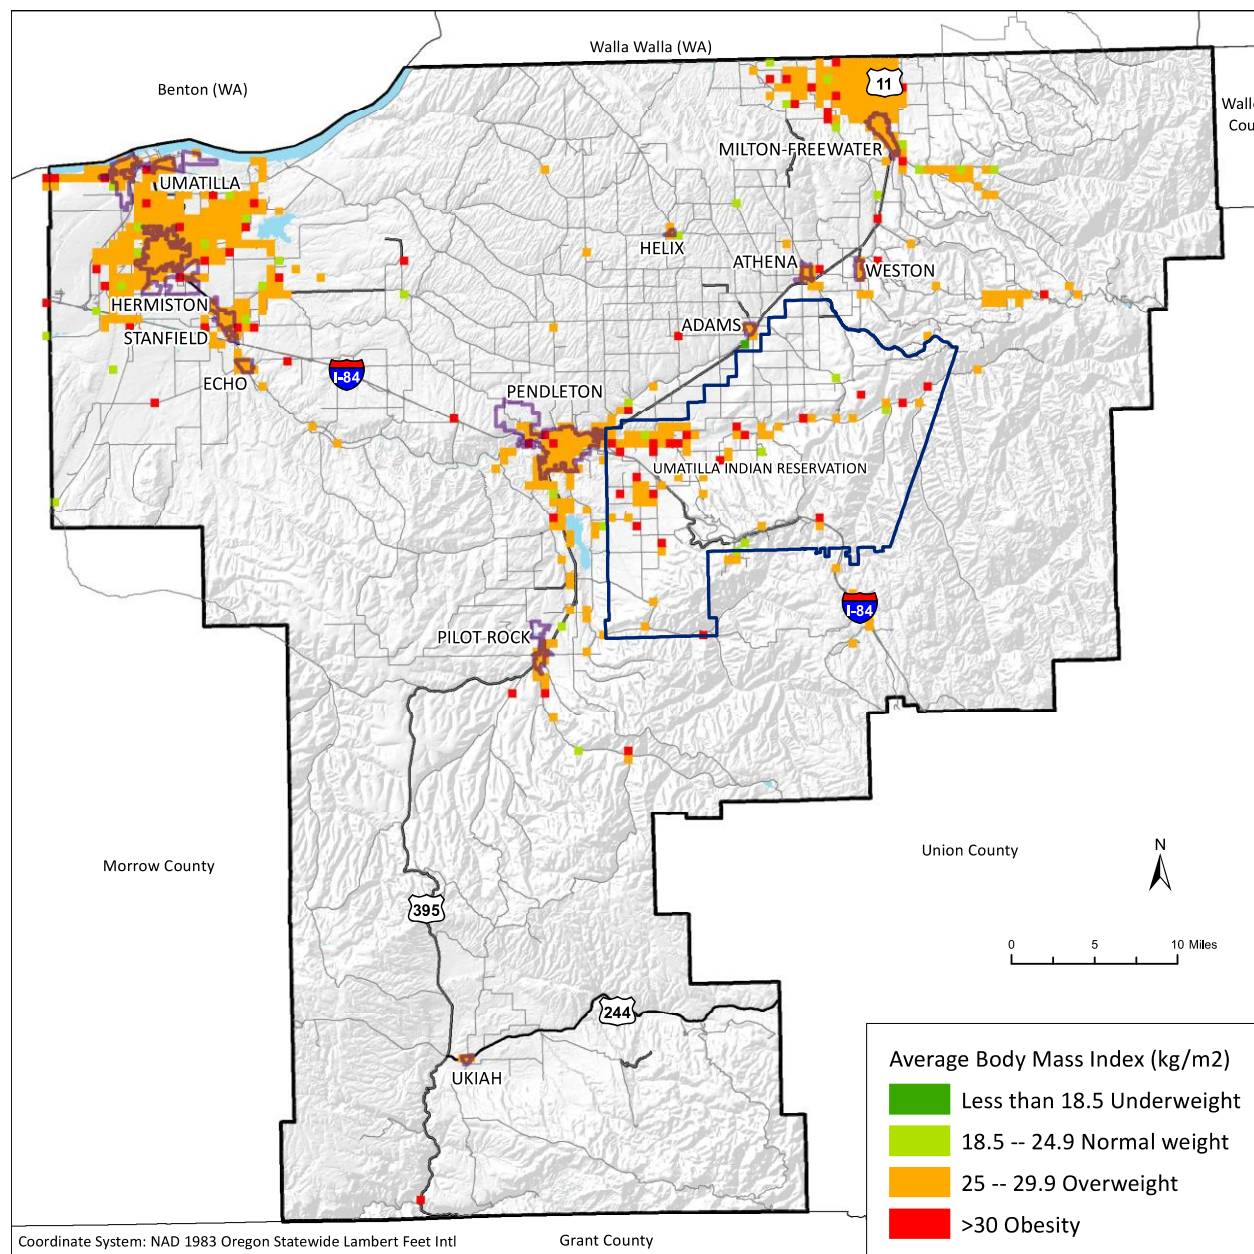 Walla Walla (WA)
Benton (WA)
11
Walle
Cou
MILTON-FREEWATER
UMATILLA
HELIX
ATHENA
WESTON
HERMISTON
ADAMS
STANFIELD
ECHO
I-84
PENDLETON
UMATILLA INDIAN RESERVATION
I-84
PILOT ROCK
Morrow County
Union County
N
395
0 5 10 Miles
244
UKIAH
Average Body Mass Index (kg/m2)
Less than 18.5 Underweight
18.5 -- 24.9 Normal weight
25 -- 29.9 Overweight
>30 Obesity
Coordinate System: NAD 1983 Oregon Statewide Lambert Feet Intl
Grant County